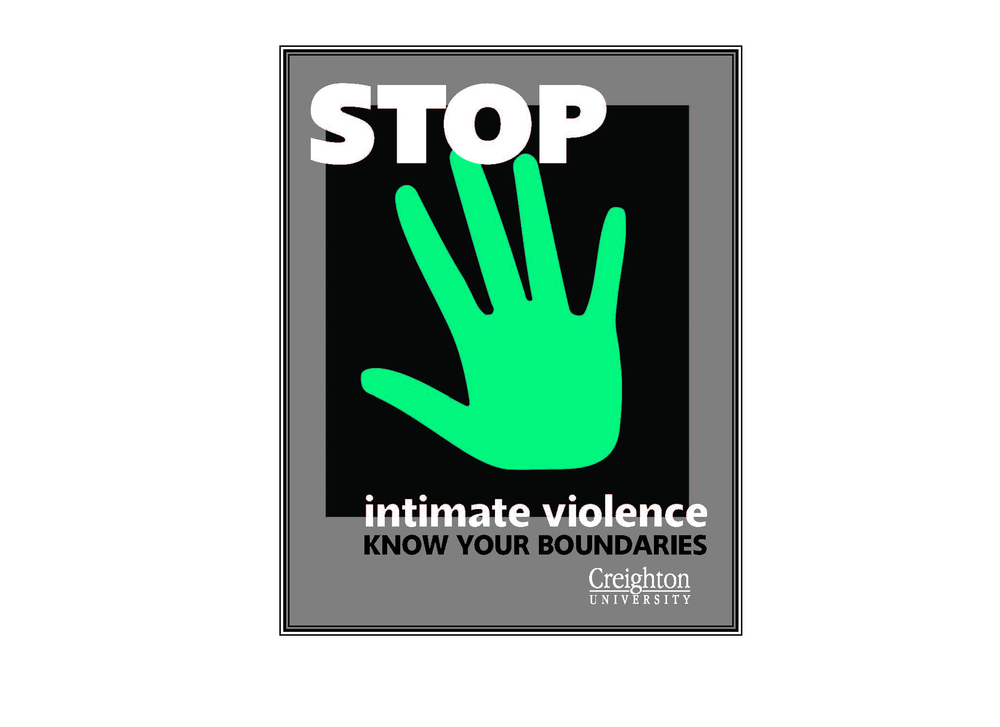 STOP
intimate violence
KNOW YOUR BOUNDARIES
Creighton
UNIVERSITY